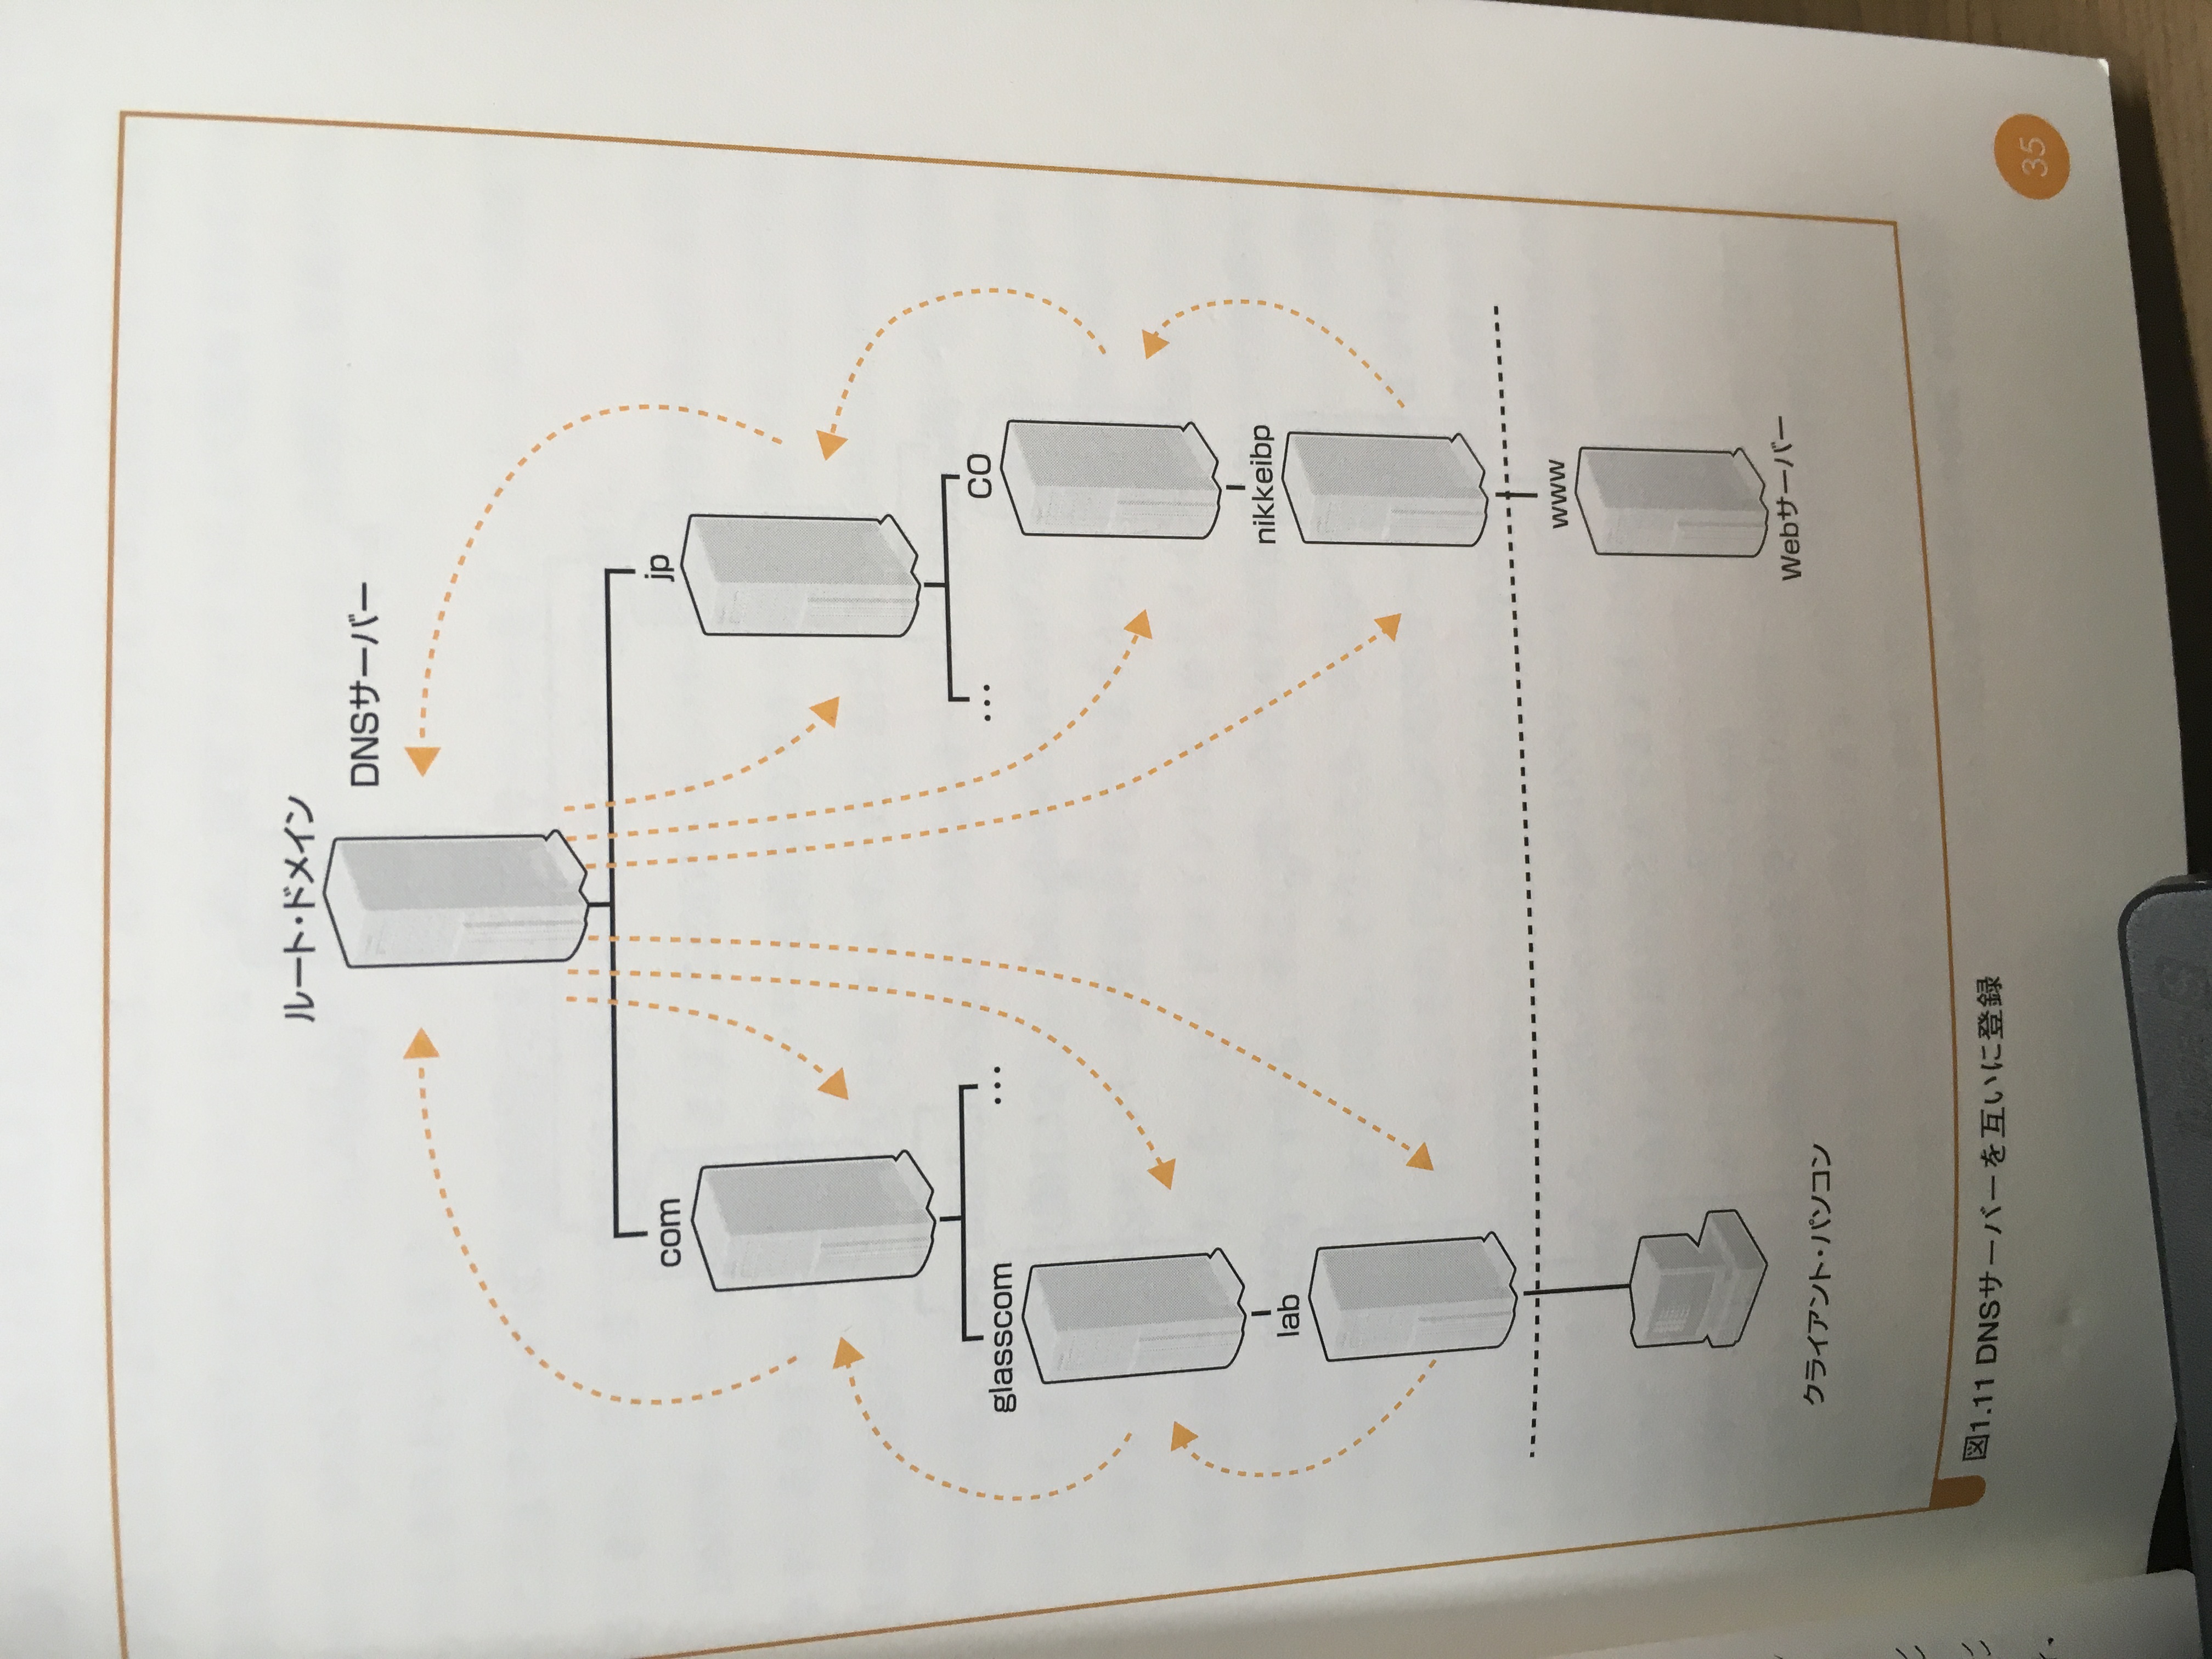 ルート・ドメイン
DNSサーバー
com
jp
glasscom
...
...
co
lab
nikkeibp
www
クライアント・パソコン
Webサーバー
図1.11 DNSサーバーを互いに登録
35